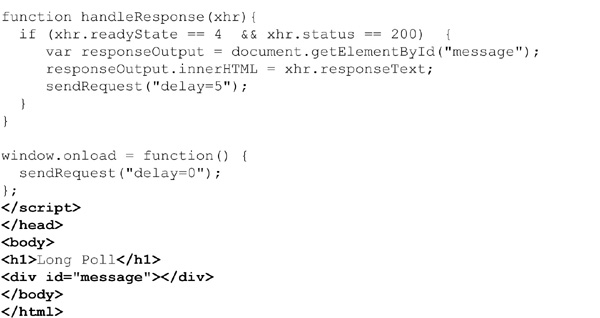 function handleResponse(xhr){
  if (xhr.readyState == 4  && xhr.status == 200)  {
     var responseOutput = document.getElementById("message");
     responseOutput.innerHTML = xhr.responseText;
     sendRequest("delay=5");
  }
}

window.onload = function() {
  sendRequest("delay=0");
};
</script>
</head>
<body>
<h1>Long Poll</h1>
<div id="message"></div>
</body>
</html>